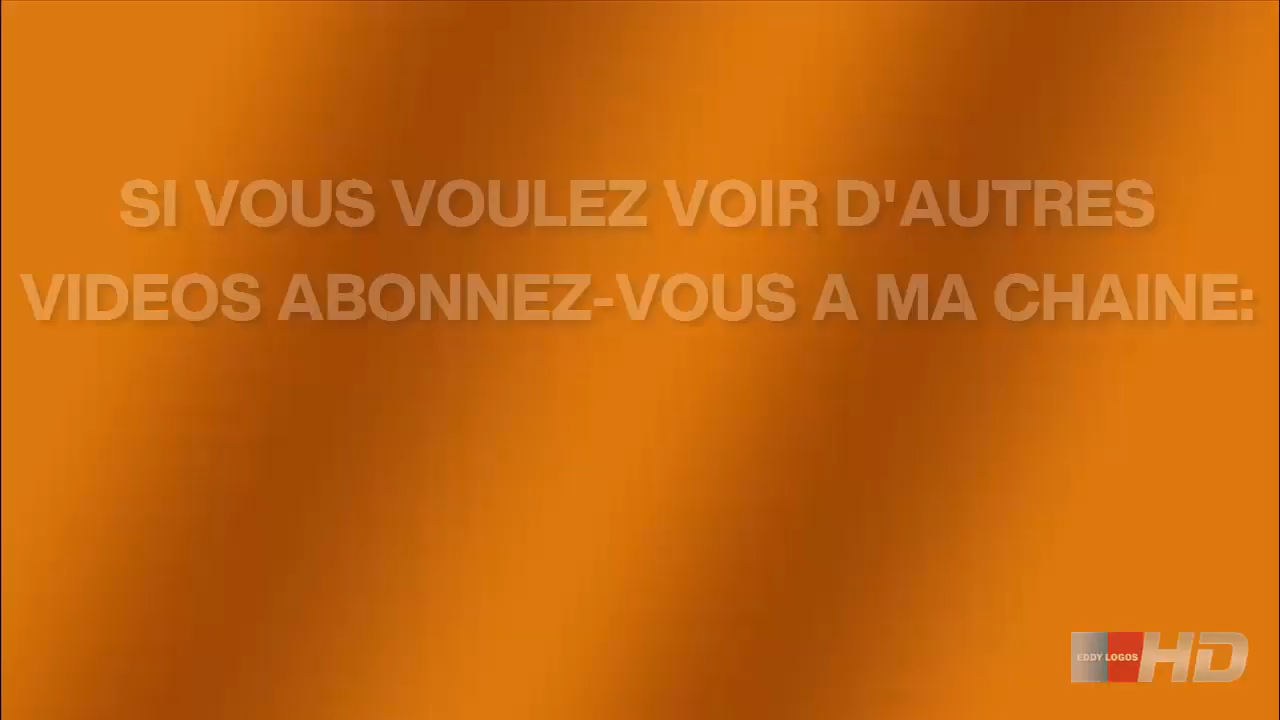 SI VOUS VOULEZ VOIR D'AUTRES
VIDEOS ABONNEZ-VOUS A MA CHAINE:
EDDY LOGOS HD